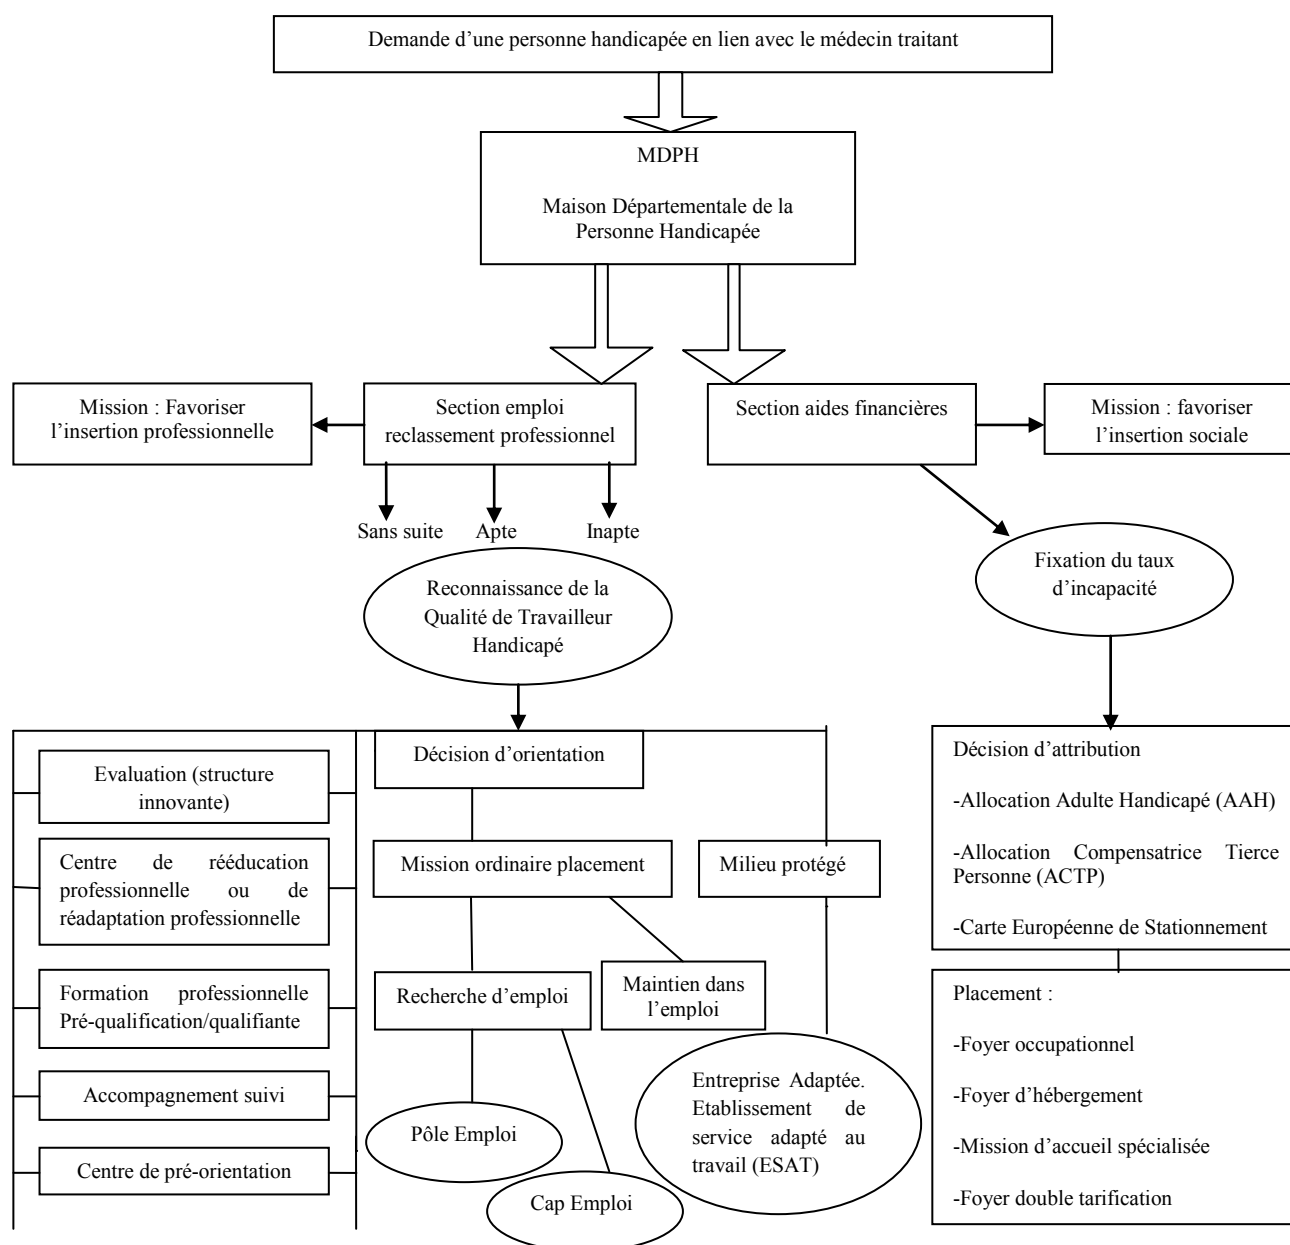 Demande d’une personne handicapée en lien avec le médecin traitant
MDPH
Maison Départementale de la
Personne Handicapée
Mission : Favoriser
l’insertion professionnelle
Section emploi
reclassement professionnel
Section aides financières
Mission : favoriser
l’insertion sociale
Sans suite
Apte
Inapte
Reconnaissance de la
Qualité de Travailleur
Handicapé
Fixation du taux
d’incapacité
Evaluation (structure
innovante)
Centre de rééducation
professionnelle ou de
réadaptation professionnelle
Formation professionnelle
Pré-qualification/qualifiante
Accompagnement suivi
Centre de pré-orientation
Décision d’orientation
Mission ordinaire placement
Milieu protégé
Recherche d’emploi
Maintien dans
l’emploi
Pôle Emploi
Cap Emploi
Entreprise Adaptée.
Etablissement de
service adapté au
travail (ESAT)
Décision d’attribution
-Allocation Adulte Handicapé (AAH)
-Allocation Compensatrice Tierce
Personne (ACTP)
-Carte Européenne de Stationnement
Placement :
-Foyer occupationnel
-Foyer d’hébergement
-Mission d’accueil spécialisée
-Foyer double tarification